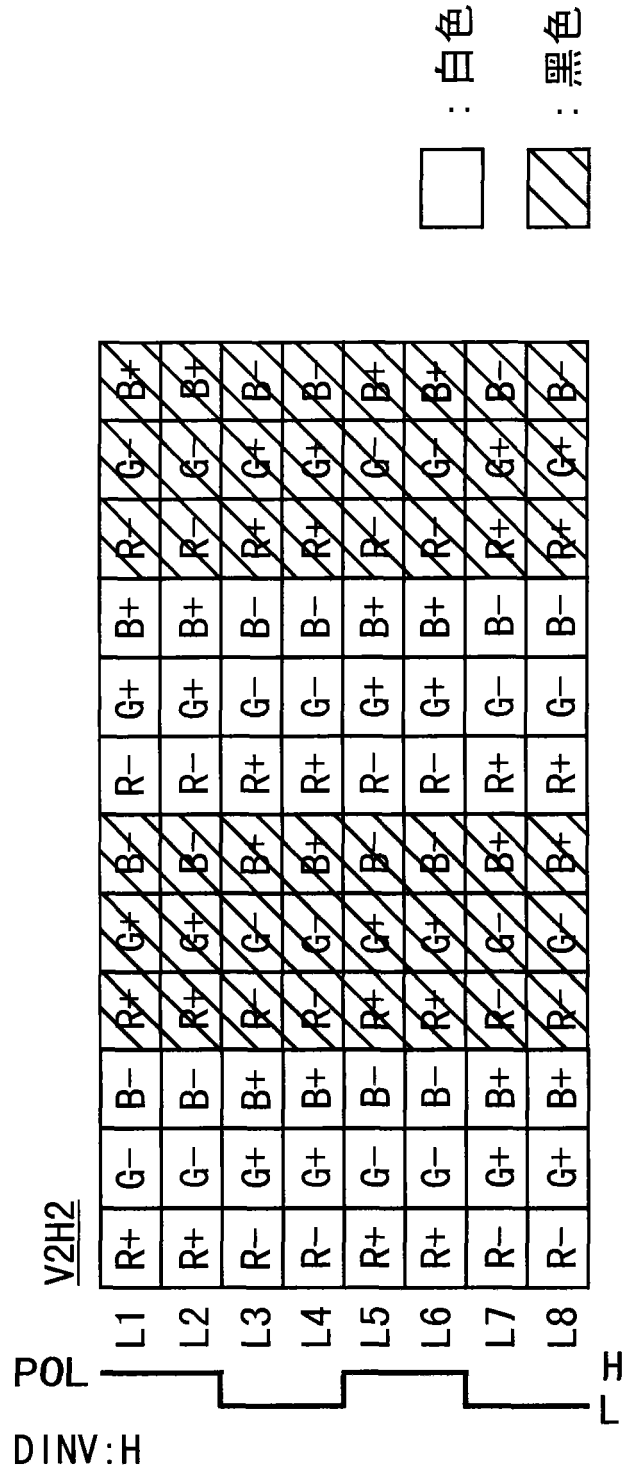 V2H2
L1 R+ G- B- R+ G+ B- R- G+ B+ R- G- B+
L2 R+ G- B- R+ G+ B- R- G+ B+ R- G- B+
L3 R- G+ B+ R- G- B+ R+ G- B- R+ G+ B-
L4 R- G+ B+ R- G- B+ R+ G- B- R+ G+ B-
L5 R+ G- B- R+ G+ B- R- G+ B+ R- G- B+
L6 R+ G- B- R+ G+ B- R- G+ B+ R- G- B+
L7 R- G+ B+ R- G- B+ R+ G- B- R+ G+ B-
L8 R- G+ B+ R- G- B+ R+ G- B- R+ G+ B-
POL
H
L
DINV:H
:白色
:黑色